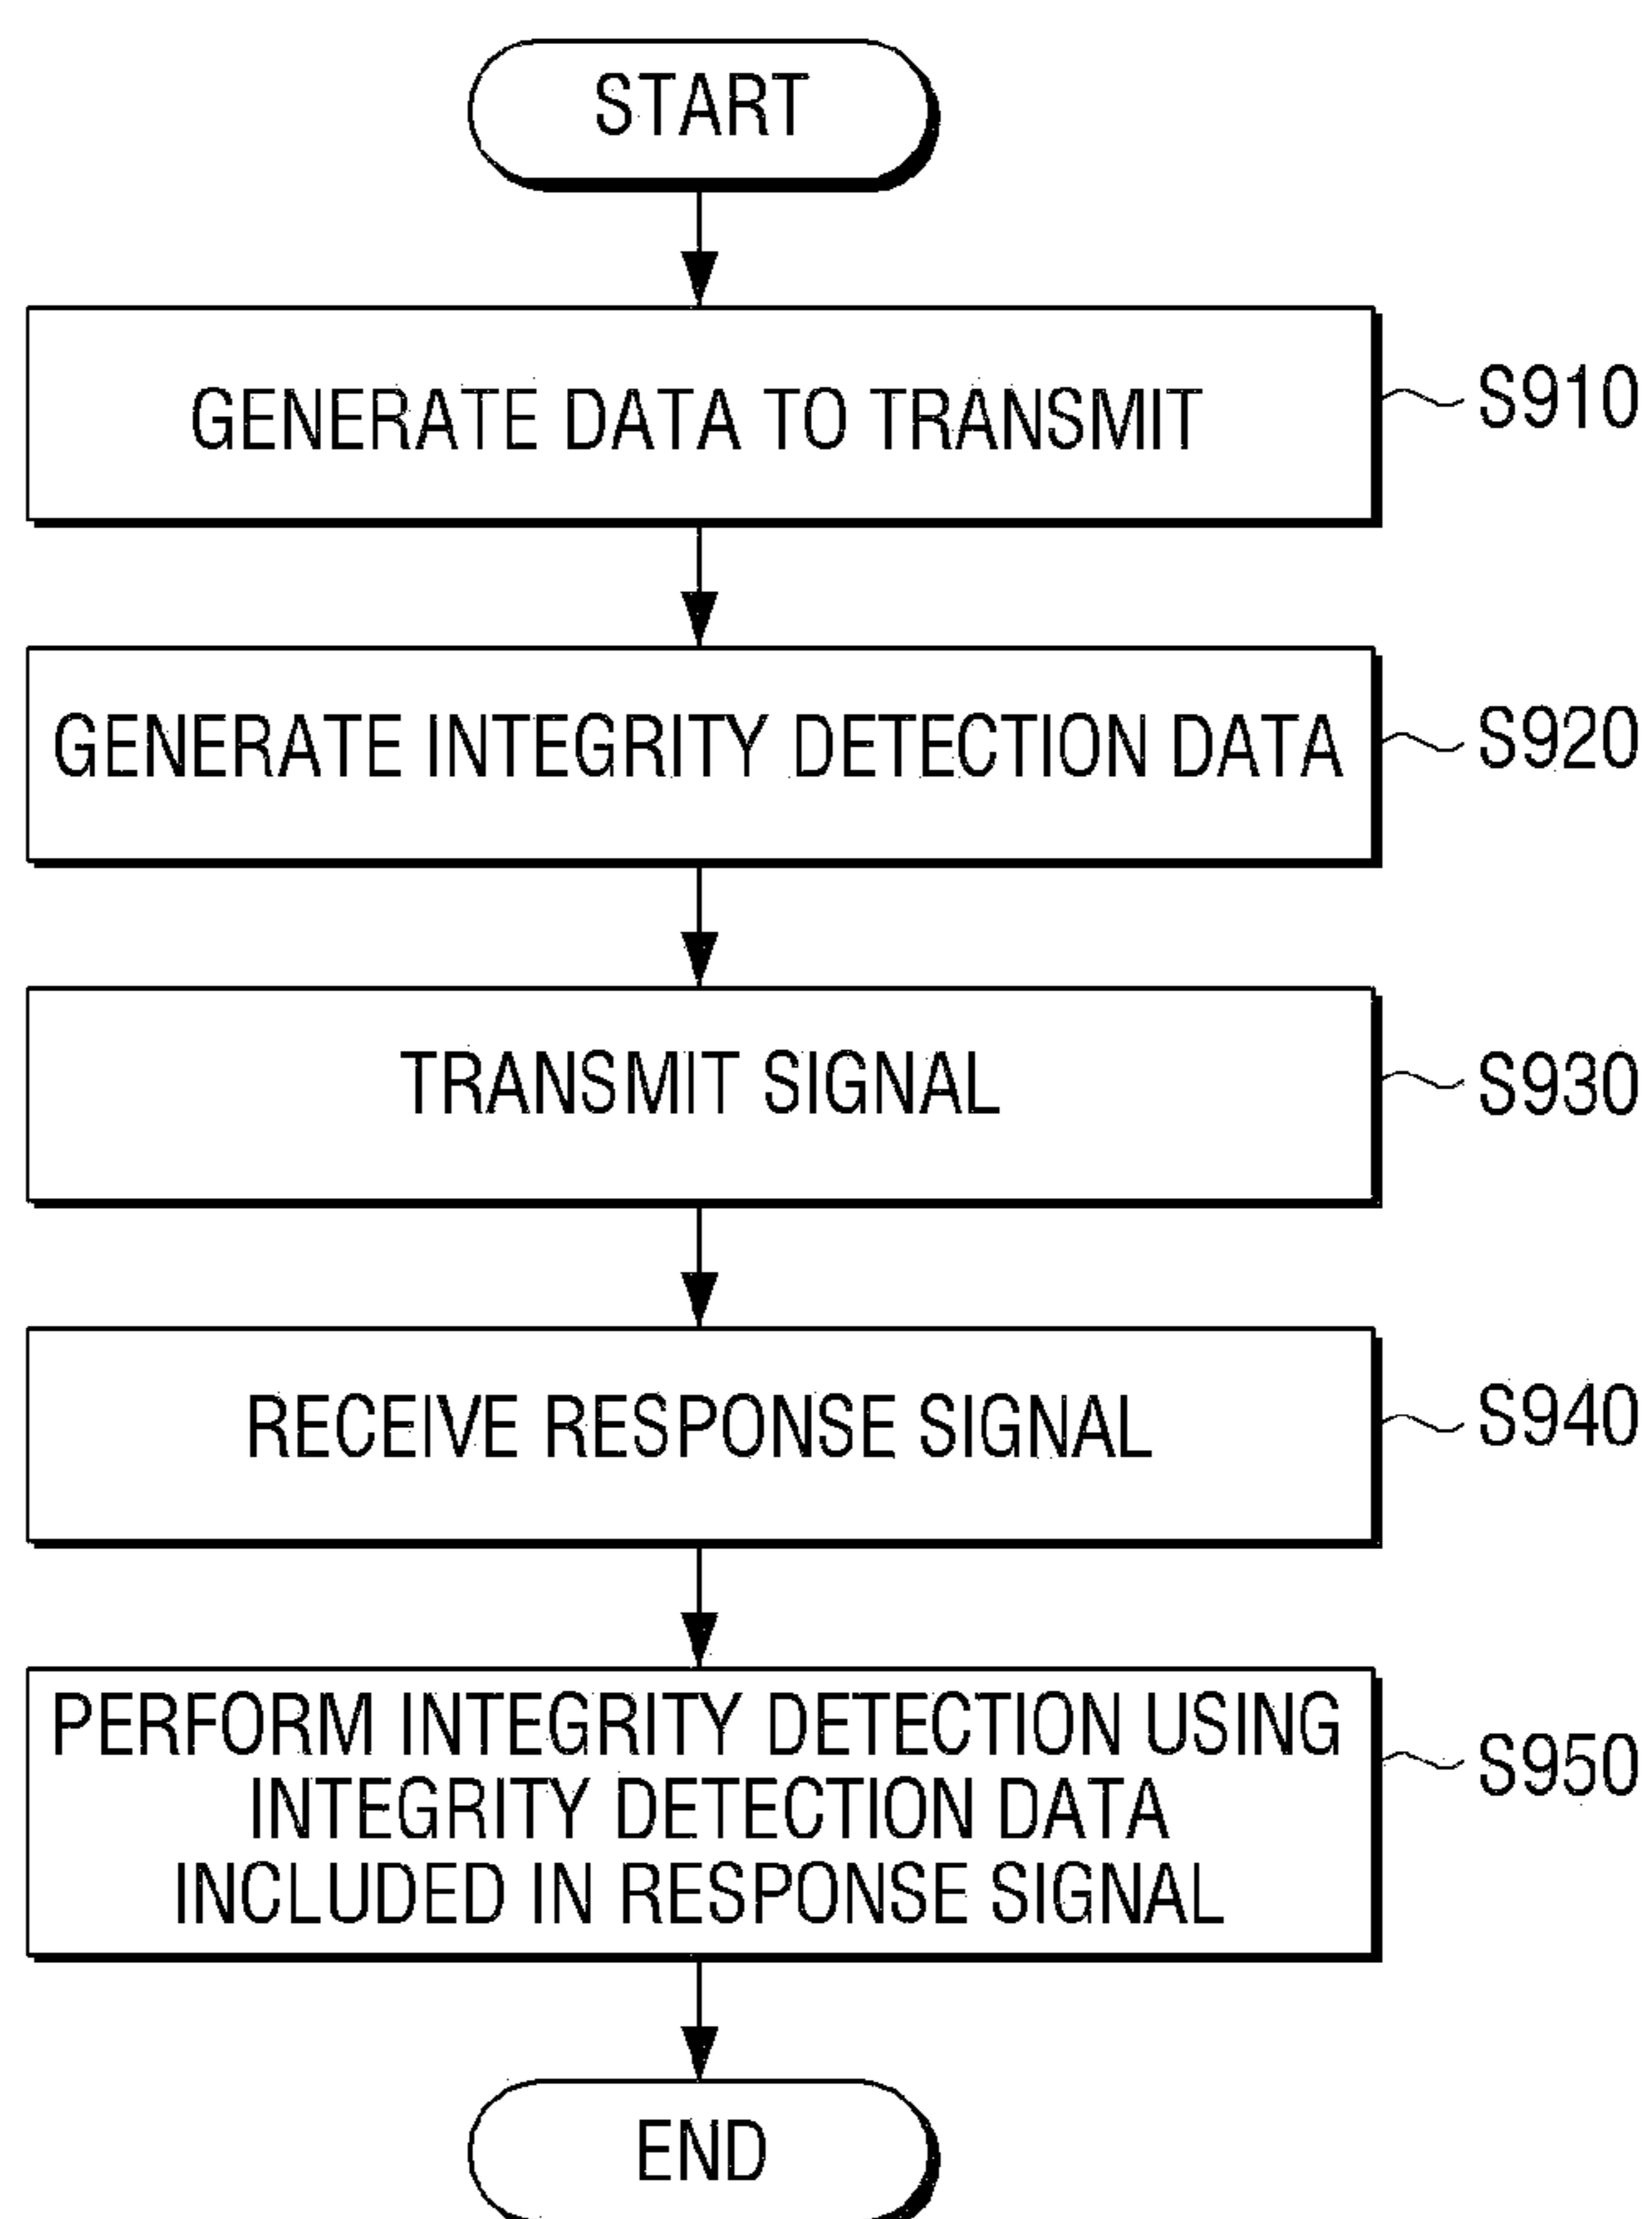 START
GENERATE DATA TO TRANSMIT
S910
GENERATE INTEGRITY DETECTION DATA
S920
TRANSMIT SIGNAL
S930
RECEIVE RESPONSE SIGNAL
S940
PERFORM INTEGRITY DETECTION USING
INTEGRITY DETECTION DATA
INCLUDED IN RESPONSE SIGNAL
S950
END